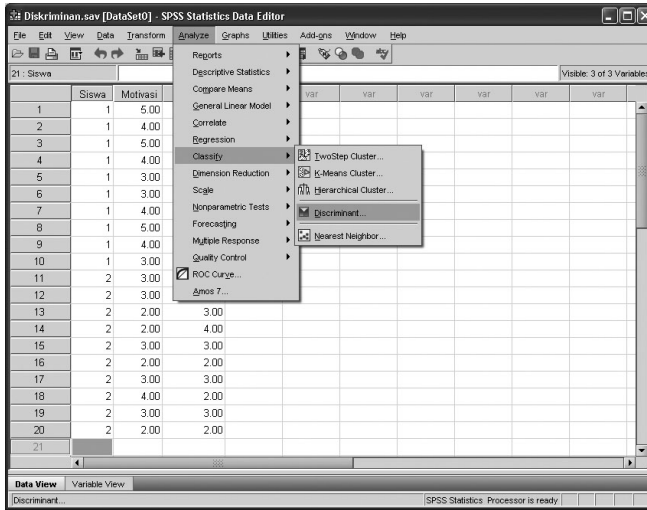 Diskriminan.sav [DataSet0] - SPSS Statistics Data Editor
File Edit View Data Transform Analyze Graphs Utilities Add-ons Window Help
21 : Siswa
Visible: 3 of 3 Variables
Siswa Motivasi var var var var var var
1 1 5.00
2 1 4.00
3 1 5.00
4 1 4.00
5 1 3.00
6 1 3.00
7 1 4.00
8 1 5.00
9 1 4.00
10 1 3.00
11 2 3.00
12 2 3.00
13 2 2.00 3.00
14 2 2.00 4.00
15 2 3.00 3.00
16 2 2.00 2.00
17 2 3.00 3.00
18 2 4.00 2.00
19 2 3.00 3.00
20 2 2.00 2.00
21
Reports
Descriptive Statistics
Compare Means
General Linear Model
Correlate
Regression
Classify
Dimension Reduction
Scale
Nonparametric Tests
Forecasting
Multiple Response
Quality Control
ROC Curve...
Amos 7...
TwoStep Cluster...
K-Means Cluster...
Hierarchical Cluster...
Discriminant...
Nearest Neighbor...
Data View Variable View
Discriminant...
SPSS Statistics Processor is ready